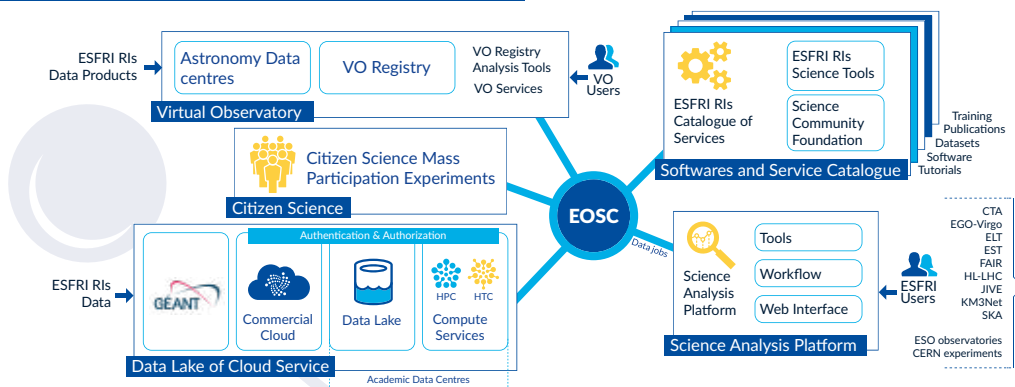 ESFRI RIs
Data Products
Astronomy Data
centres
VO Registry
VO Registry
Analysis Tools
VO Services
Virtual Observatory
VO
Users
Citizen Science Mass
Participation Experiments
Citizen Science
Authentication & Authorization
ESFRI RIs
Data
GÉANT
Commercial
Cloud
Data Lake
HPC
HTC
Compute
Services
Data Lake of Cloud Service
Academic Data Centres
EOSC
Data jobs
ESFRI RIs
Catalogue of
Services
ESFRI RIs
Science Tools
Science
Community
Foundation
Softwares and Service Catalogue
Training
Publications
Datasets
Software
Tutorials
Science
Analysis
Platform
Tools
Workflow
Web Interface
Science Analysis Platform
ESFRI
Users
CTA
EGO-Virgo
ELT
EST
FAIR
HL-LHC
JIVE
KM3Net
SKA
ESO observatories
CERN experiments